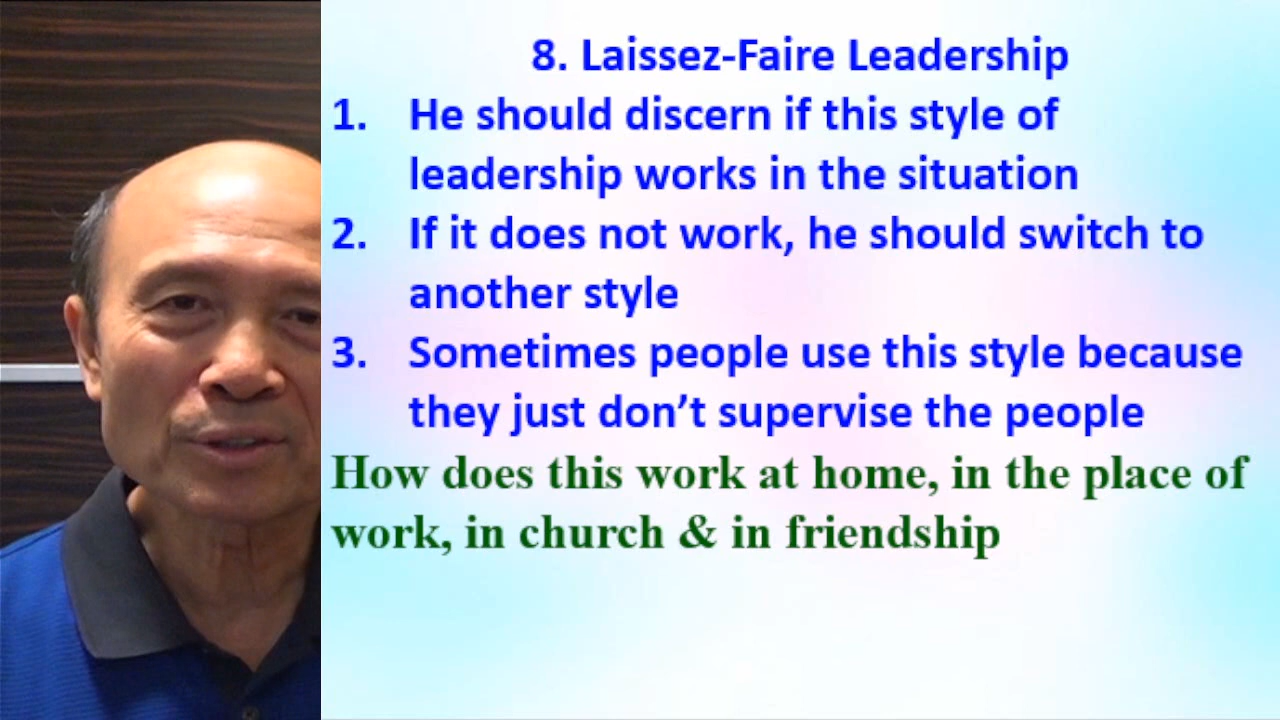 8. Laissez-Faire Leadership
1. He should discern if this style of
leadership works in the situation
2. If it does not work, he should switch to
another style
3. Sometimes people use this style because
they just don’t supervise the people
How does this work at home, in the place of
work, in church & in friendship